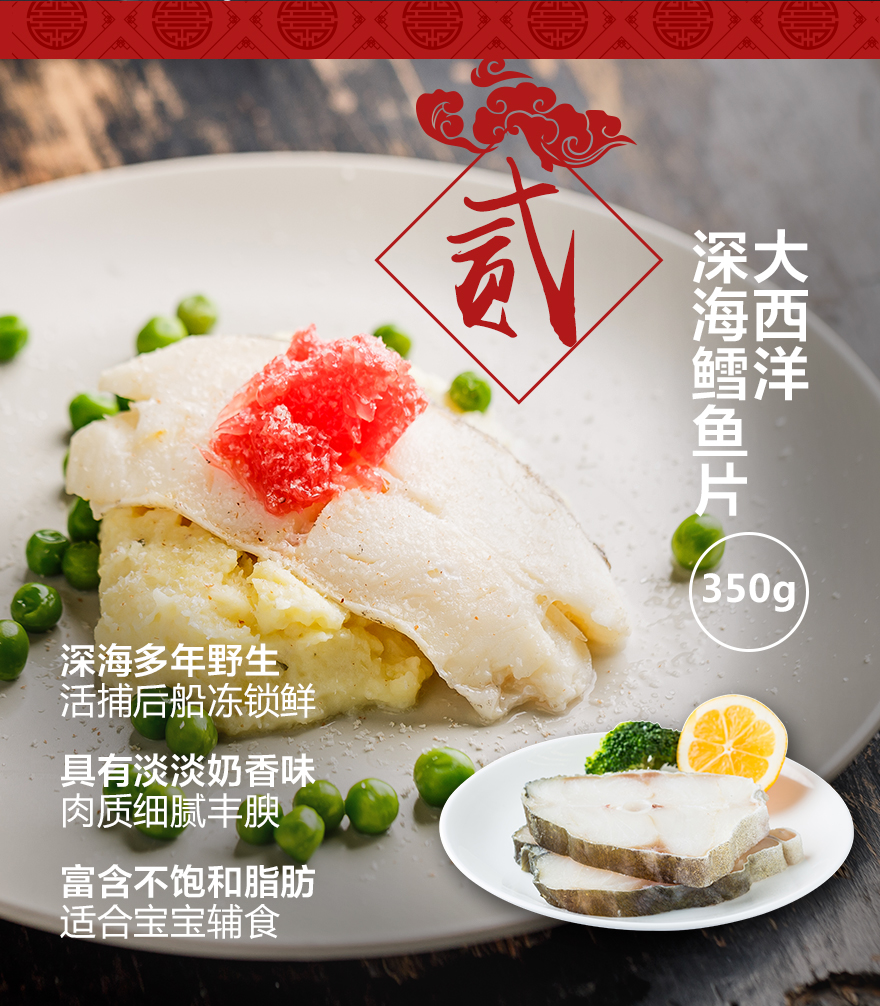 贰
大西洋
深海鳕鱼片
350g
深海多年野生
活捕后船冻锁鲜
具有淡淡奶香味
肉质细腻丰腴
富含不饱和脂肪
适合宝宝辅食